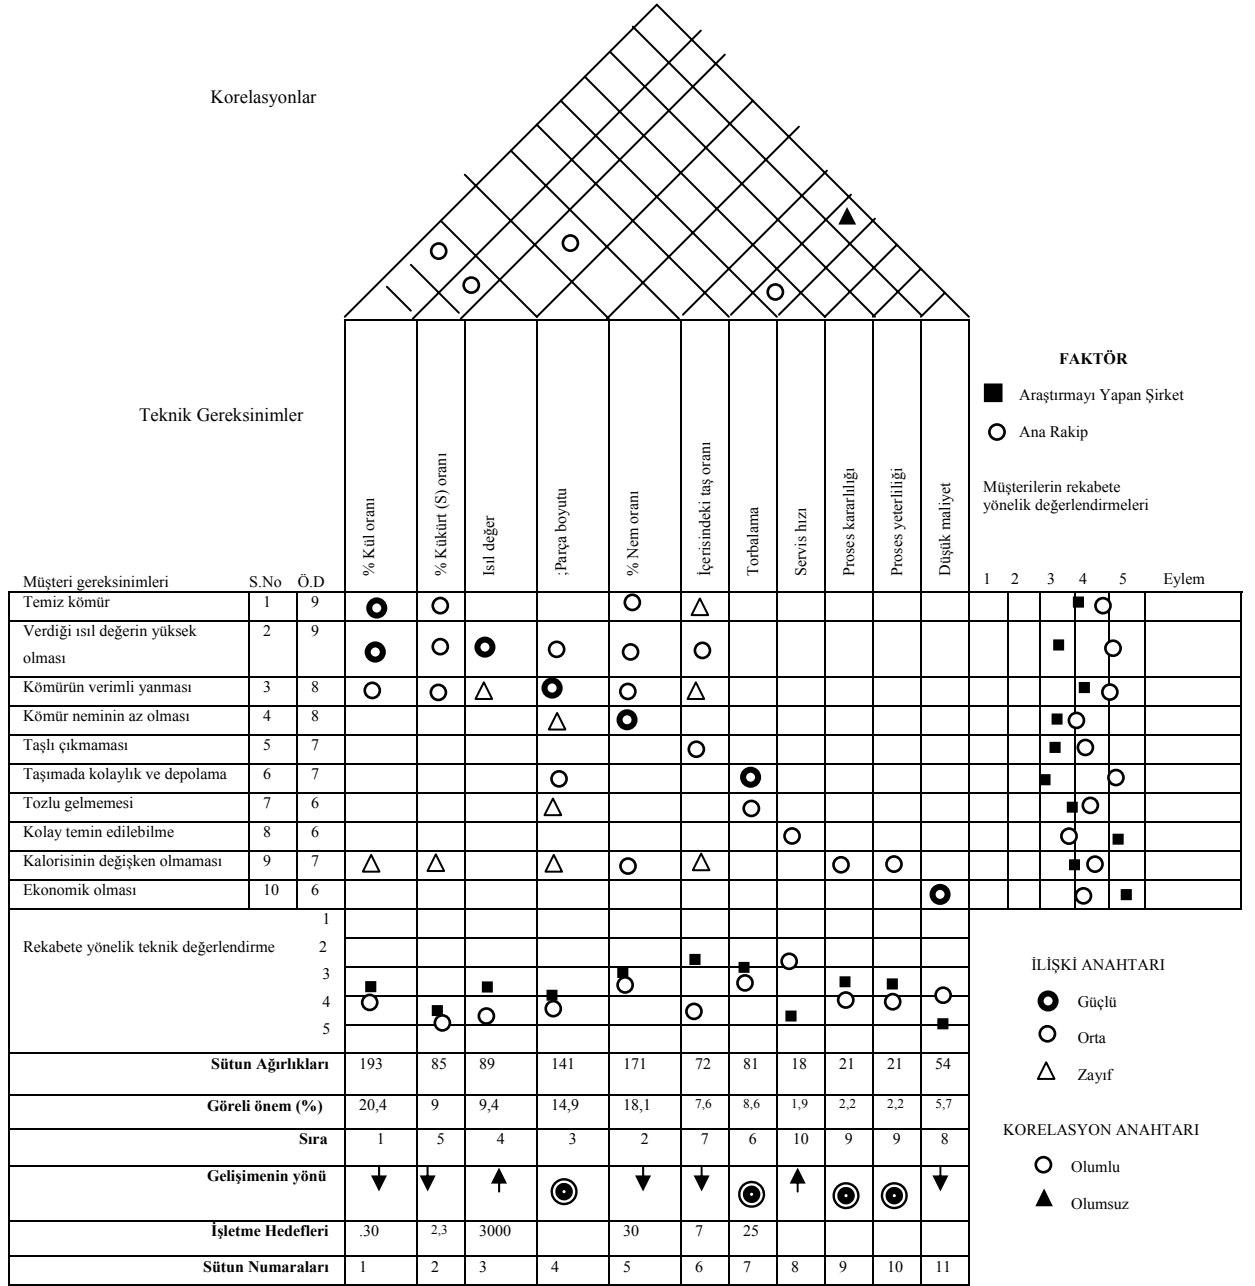 Korelasyonlar
FAKTÖR
Araştırmayı Yapan Şirket
Ana Rakip
Teknik Gereksinimler
Müşterilerin rekabete
yönelik değerlendirmeleri
% Kül oranı
% Kükürt (S) oranı
Isıl değer
;Parça boyutu
% Nem oranı
İçerisindeki taş oranı
Torbalama
Servis hızı
Proses kararlılığı
Proses yeterliliği
Düşük maliyet
Müşteri gereksinimleri S.No Ö.D 1 2 3 4 5 Eylem
Temiz kömür 1 9
Verdiği ısıl değerin yüksek 2 9
olması
Kömürün verimli yanması 3 8
Kömür neminin az olması 4 8
Taşlı çıkmaması 5 7
Taşımada kolaylık ve depolama 6 7
Tozlu gelmemesi 7 6
Kolay temin edilebilme 8 6
Kalorisinin değişken olmaması 9 7
Ekonomik olması 10 6
1
Rekabete yönelik teknik değerlendirme 2
3
4
5
İLİŞKİ ANAHTARI
Güçlü
Orta
Zayıf
Sütun Ağırlıkları 193 85 89 141 171 72 81 18 21 21 54
Göreli önem (%) 20,4 9 9,4 14,9 18,1 7,6 8,6 1,9 2,2 2,2 5,7
Sıra 1 5 4 3 2 7 6 10 9 9 8
KORELASYON ANAHTARI
Olumlu
Olumsuz
Gelişimenin yönü
İşletme Hedefleri .30 2,3 3000 30 7 25
Sütun Numaraları 1 2 3 4 5 6 7 8 9 10 11